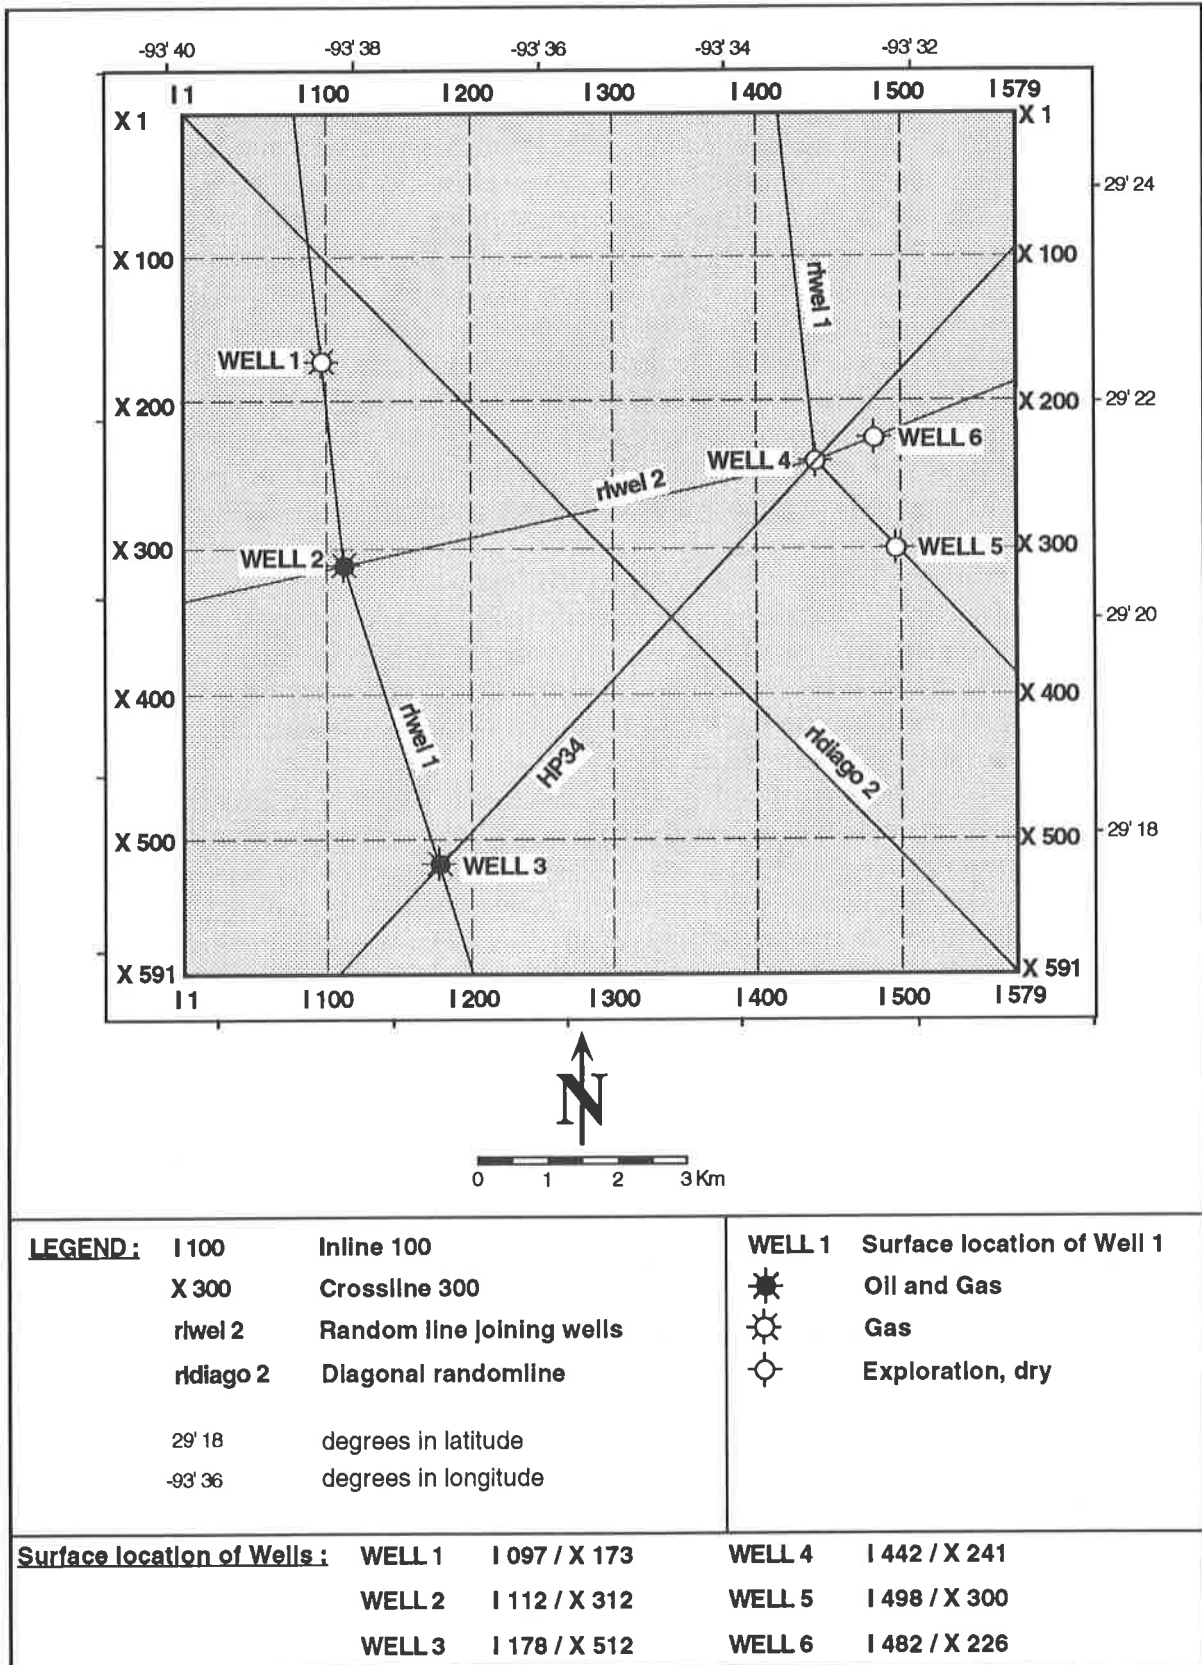 -93' 40 -93' 38 -93' 36 -93' 34 -93' 32
I 1 I 100 I 200 I 300 I 400 I 500 I 579
X 1 X 1
29' 24
X 100 X 100
rlwel 1
WELL 1
X 200 X 200 29' 22
WELL 6
WELL 4
rlwel 2
X 300 WELL 5 X 300
WELL 2
29' 20
X 400 X 400
rlwel 1 HP34 rldiago 2
X 500 X 500 29' 18
WELL 3
X 591 X 591
I 1 I 100 I 200 I 300 I 400 I 500 I 579
N
0 1 2 3 Km
LEGEND : I 100 Inline 100
X 300 Crossline 300
rlwel 2 Random line joining wells
rldiago 2 Diagonal randomline
29' 18 degrees in latitude
-93' 36 degrees in longitude
WELL 1 Surface location of Well 1
Oil and Gas
Gas
Exploration, dry
Surface location of Wells : WELL 1 I 097 / X 173 WELL 4 I 442 / X 241
WELL 2 I 112 / X 312 WELL 5 I 498 / X 300
WELL 3 I 178 / X 512 WELL 6 I 482 / X 226